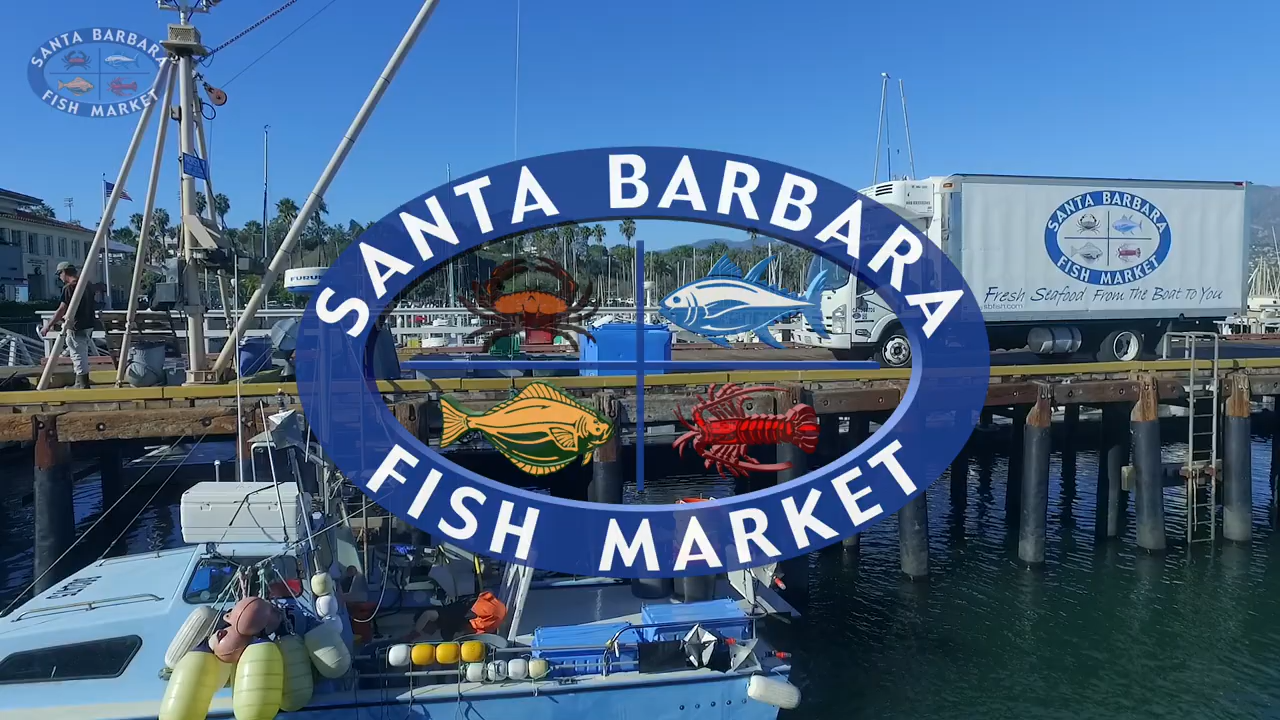 SANTA BARBARA
FISH MARKET
SANTA BARBARA
FISH MARKET
SANTA BARBARA
FISH MARKET
Fresh Seafood From The Boat To You
FURUNO